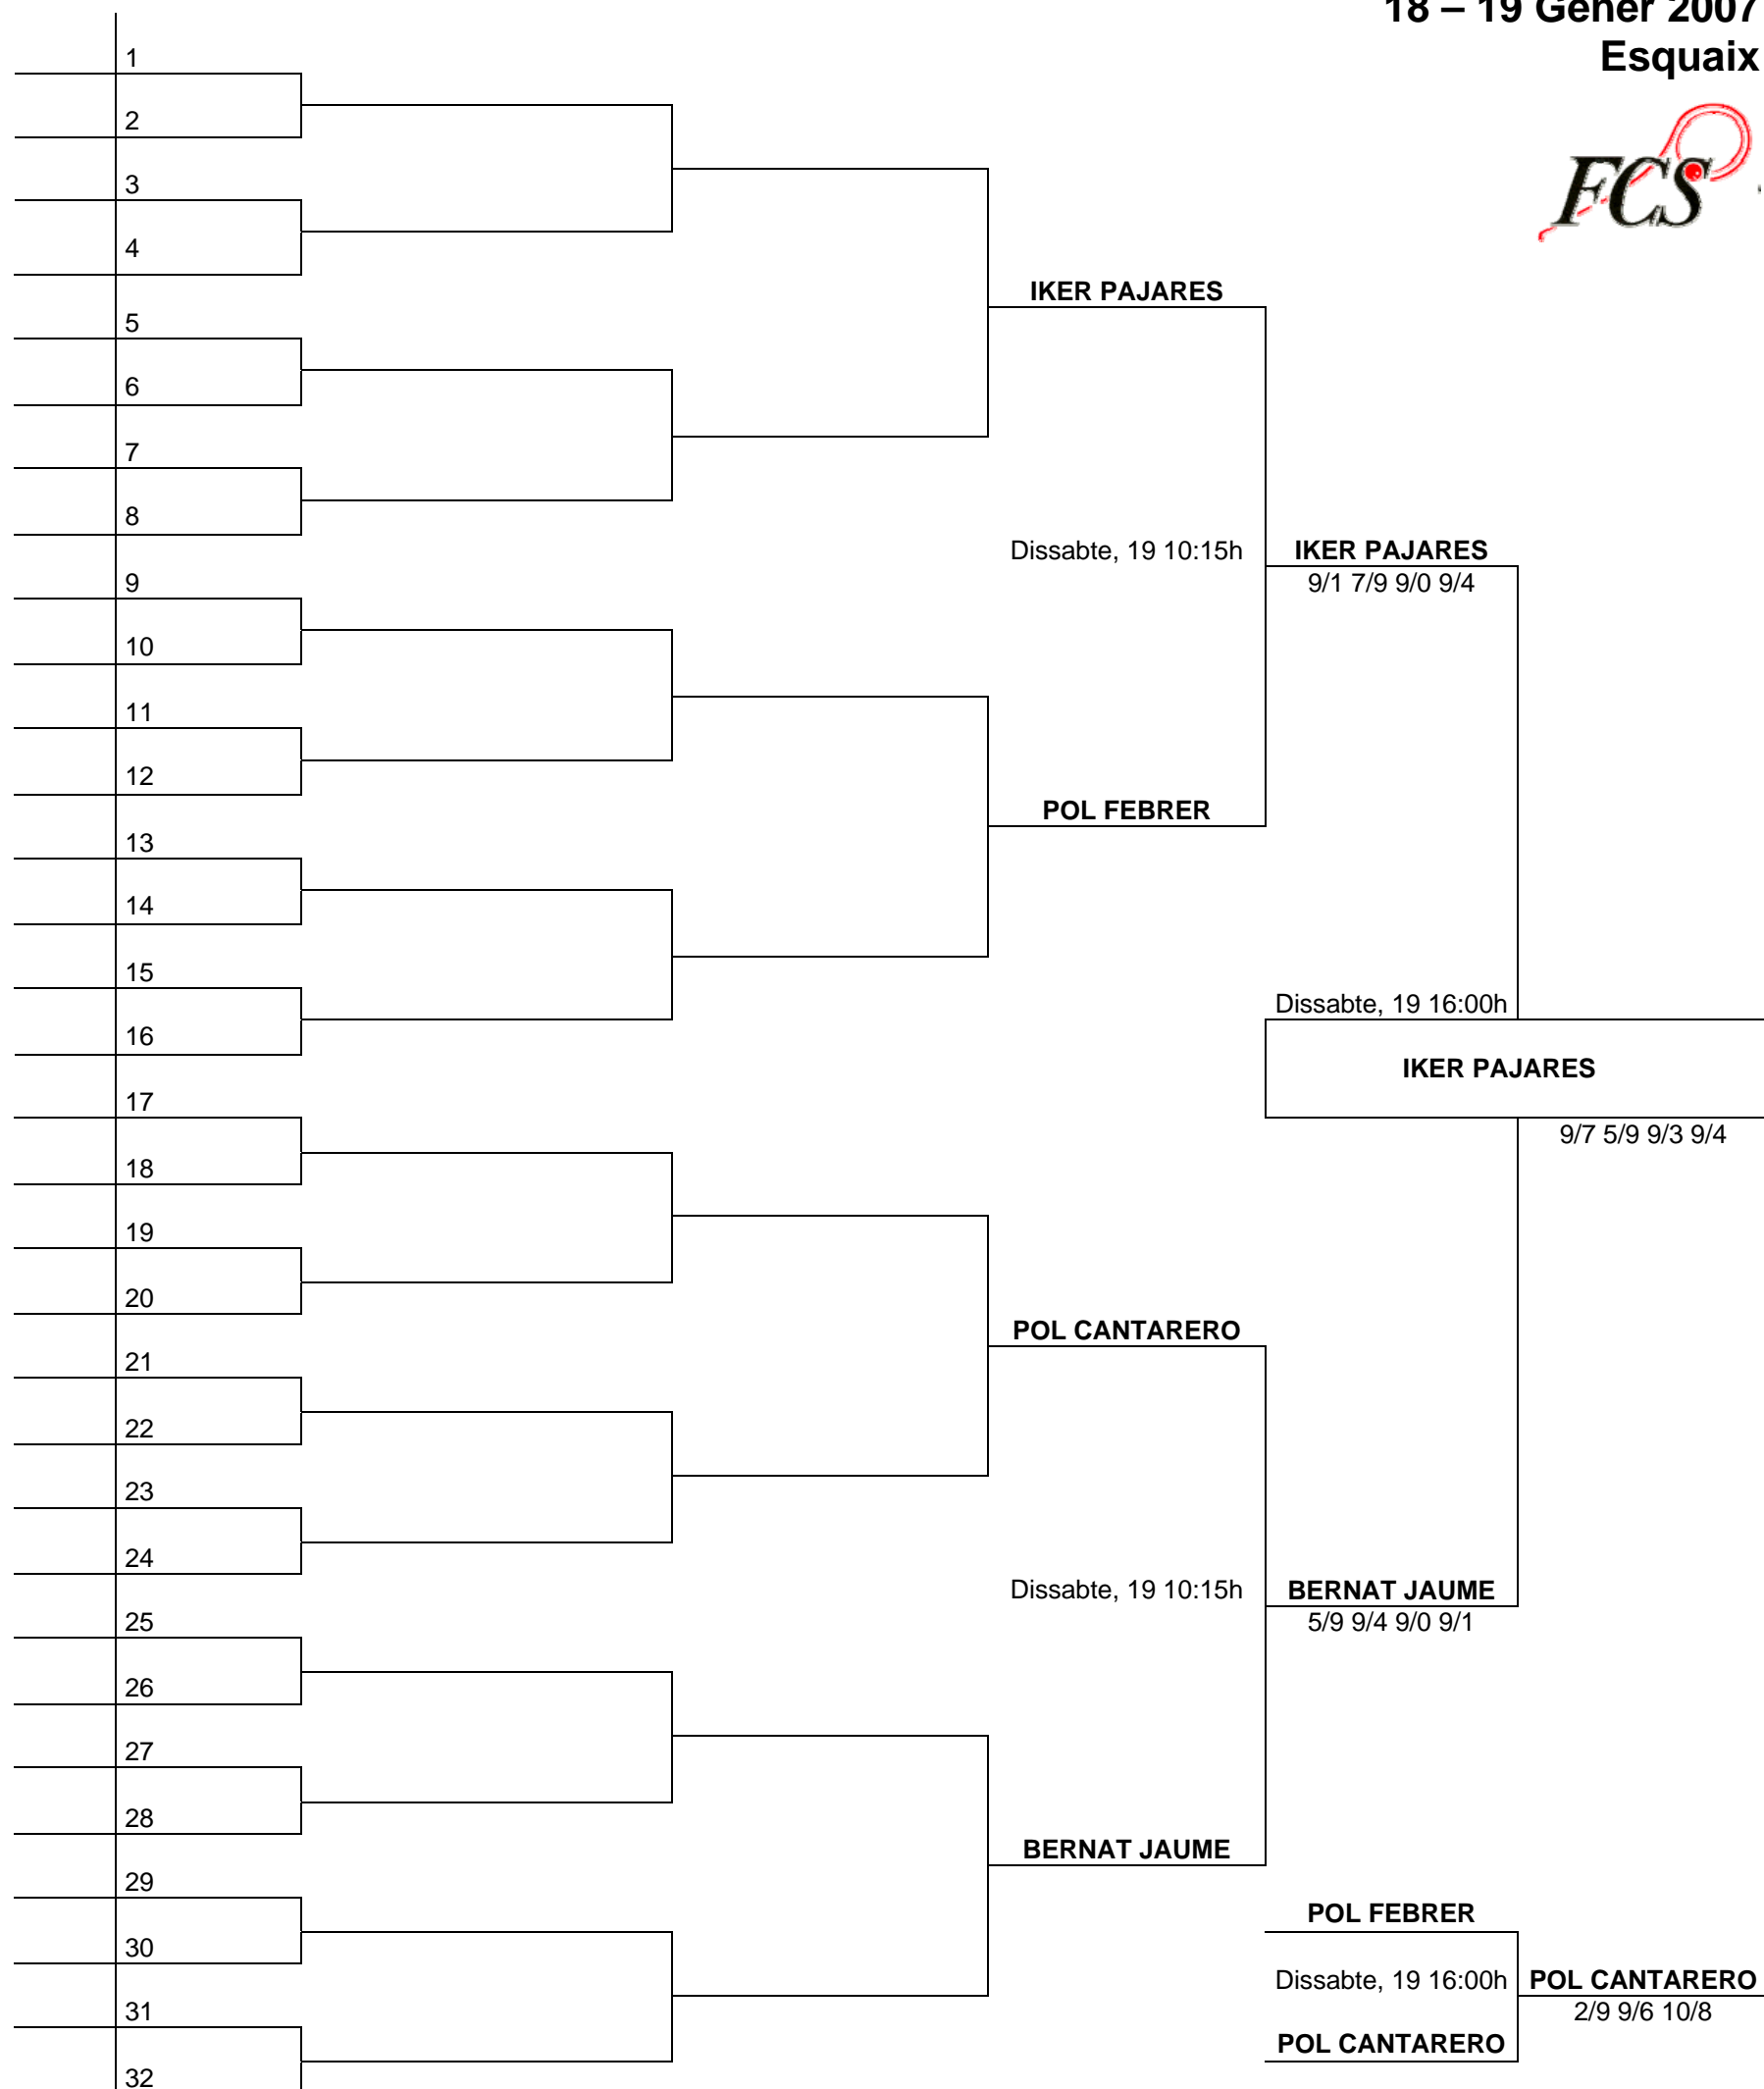 18 – 19 Gener 2007
Esquaix
FCS
1
2
3
4
IKER PAJARES
5
6
7
8
Dissabte, 19 10:15h
IKER PAJARES
9/1 7/9 9/0 9/4
9
10
11
12
POL FEBRER
13
14
15
Dissabte, 19 16:00h
16
IKER PAJARES
17
9/7 5/9 9/3 9/4
18
19
20
POL CANTARERO
21
22
23
24
Dissabte, 19 10:15h
BERNAT JAUME
5/9 9/4 9/0 9/1
25
26
27
28
BERNAT JAUME
29
POL FEBRER
30
Dissabte, 19 16:00h
POL CANTARERO
2/9 9/6 10/8
31
POL CANTARERO
32